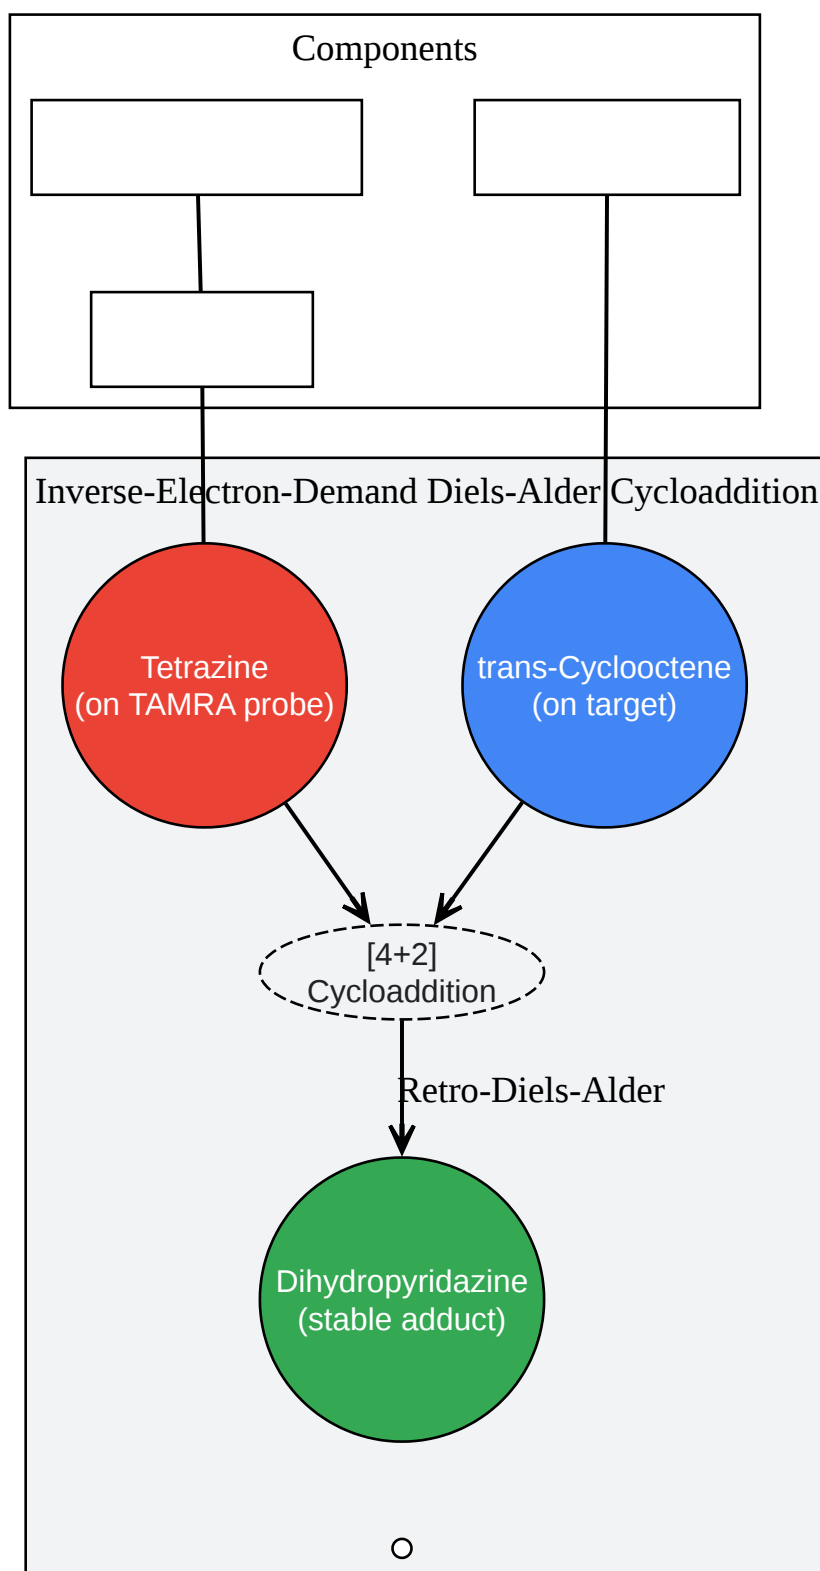 Components
Inverse-Electron-Demand Diels-Alder Cycloaddition
Tetrazine
(on TAMRA probe)
trans-Cyclooctene
(on target)
[4+2]
Cycloaddition
Retro-Diels-Alder
Dihydropyridazine
(stable adduct)